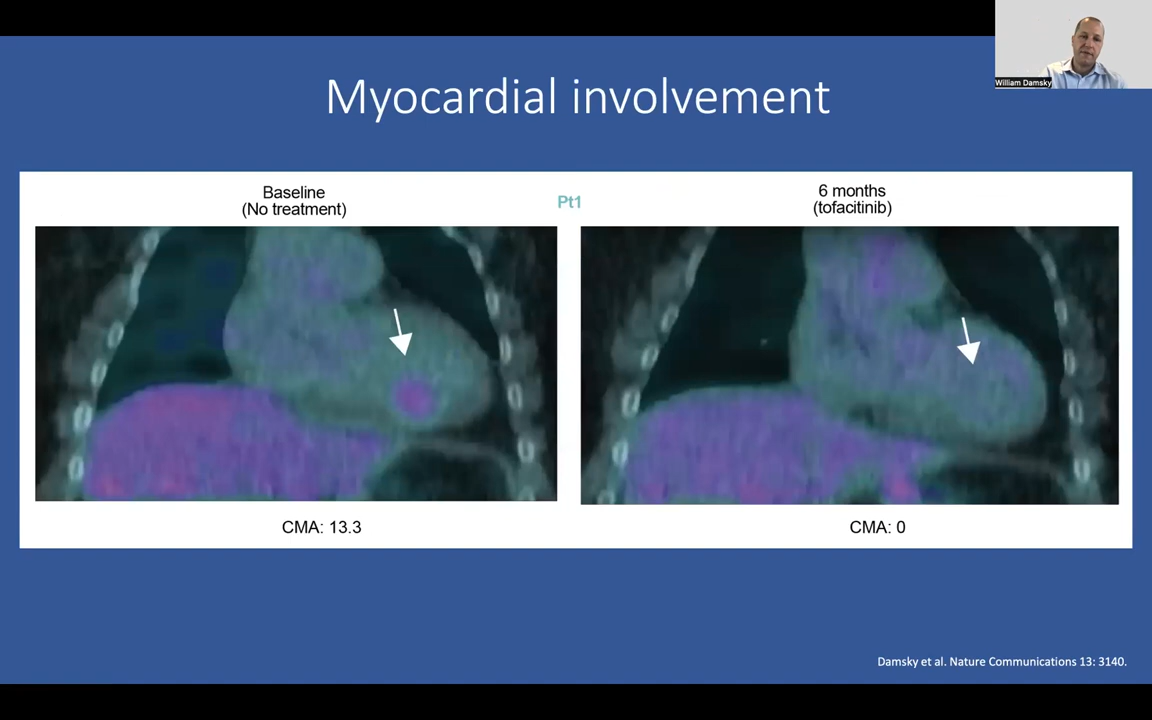 William Damsky
Myocardial involvement
Baseline
(No treatment)
Pt1
6 months
(tofacitinib)
CMA: 13.3
CMA: 0
Damsky et al. Nature Communications 13: 3140.